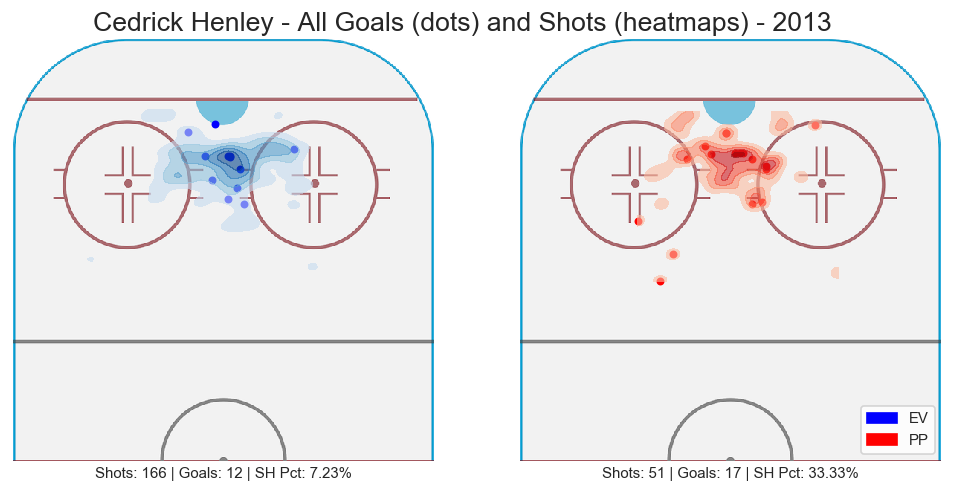 Cedrick Henley - All Goals (dots) and Shots (heatmaps) - 2013
EV
PP
Shots: 166 | Goals: 12 | SH Pct: 7.23%
Shots: 51 | Goals: 17 | SH Pct: 33.33%